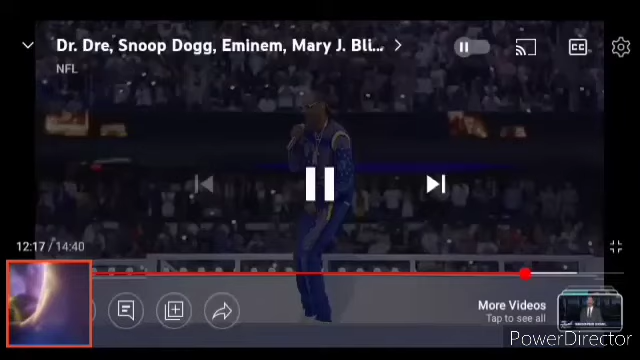 Dr. Dre, Snoop Dogg, Eminem, Mary J. Bli...
NFL
CC
12:17 / 14:40
More Videos
Tap to see all
PowerDirector